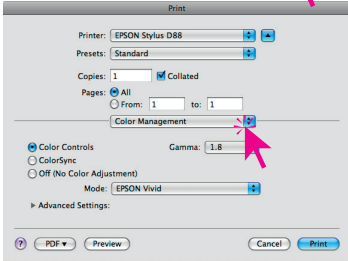 Print
Printer: EPSON Stylus D88
Presets: Standard
Copies: 1 Collated
Pages: All
From: 1 to: 1
Color Management
Color Controls Gamma: 1.8
ColorSync
Off (No Color Adjustment)
Mode: EPSON Vivid
Advanced Settings:
? PDF Preview Cancel Print